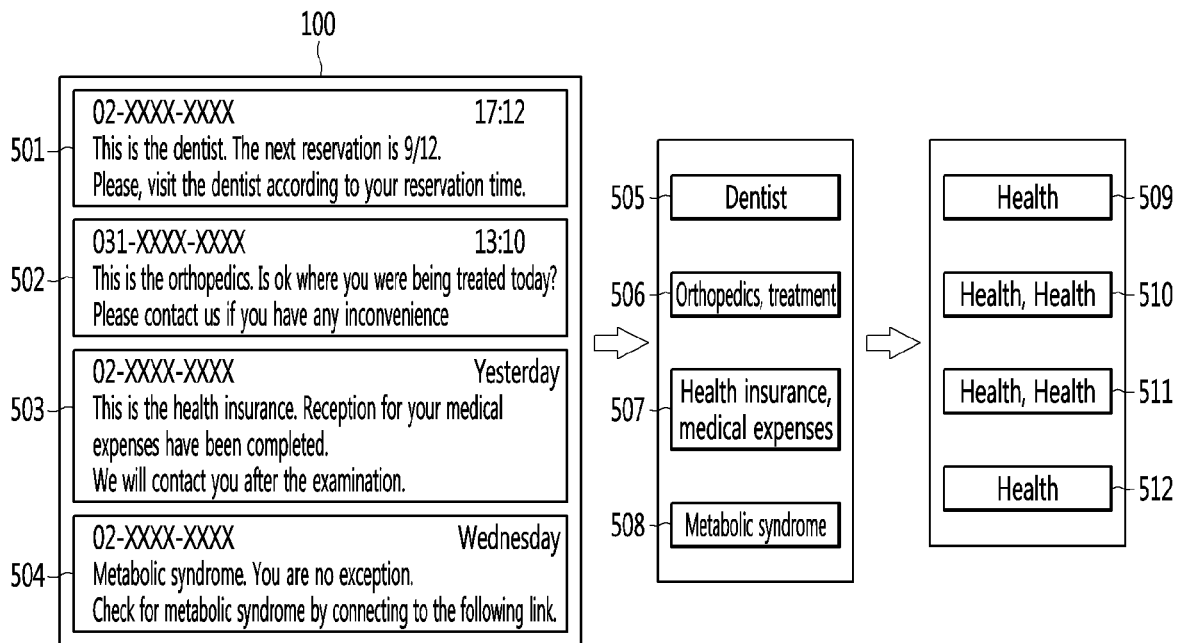 100
501
02-XXXX-XXXX 17:12
This is the dentist. The next reservation is 9/12.
Please, visit the dentist according to your reservation time.
502
031-XXXX-XXXX 13:10
This is the orthopedics. Is ok where you were being treated today?
Please contact us if you have any inconvenience
503
02-XXXX-XXXX Yesterday
This is the health insurance. Reception for your medical
expenses have been completed.
We will contact you after the examination.
504
02-XXXX-XXXX Wednesday
Metabolic syndrome. You are no exception.
Check for metabolic syndrome by connecting to the following link.
505
Dentist
506
Orthopedics, treatment
507
Health insurance,
medical expenses
508
Metabolic syndrome
Health
509
Health, Health
510
Health, Health
511
Health
512